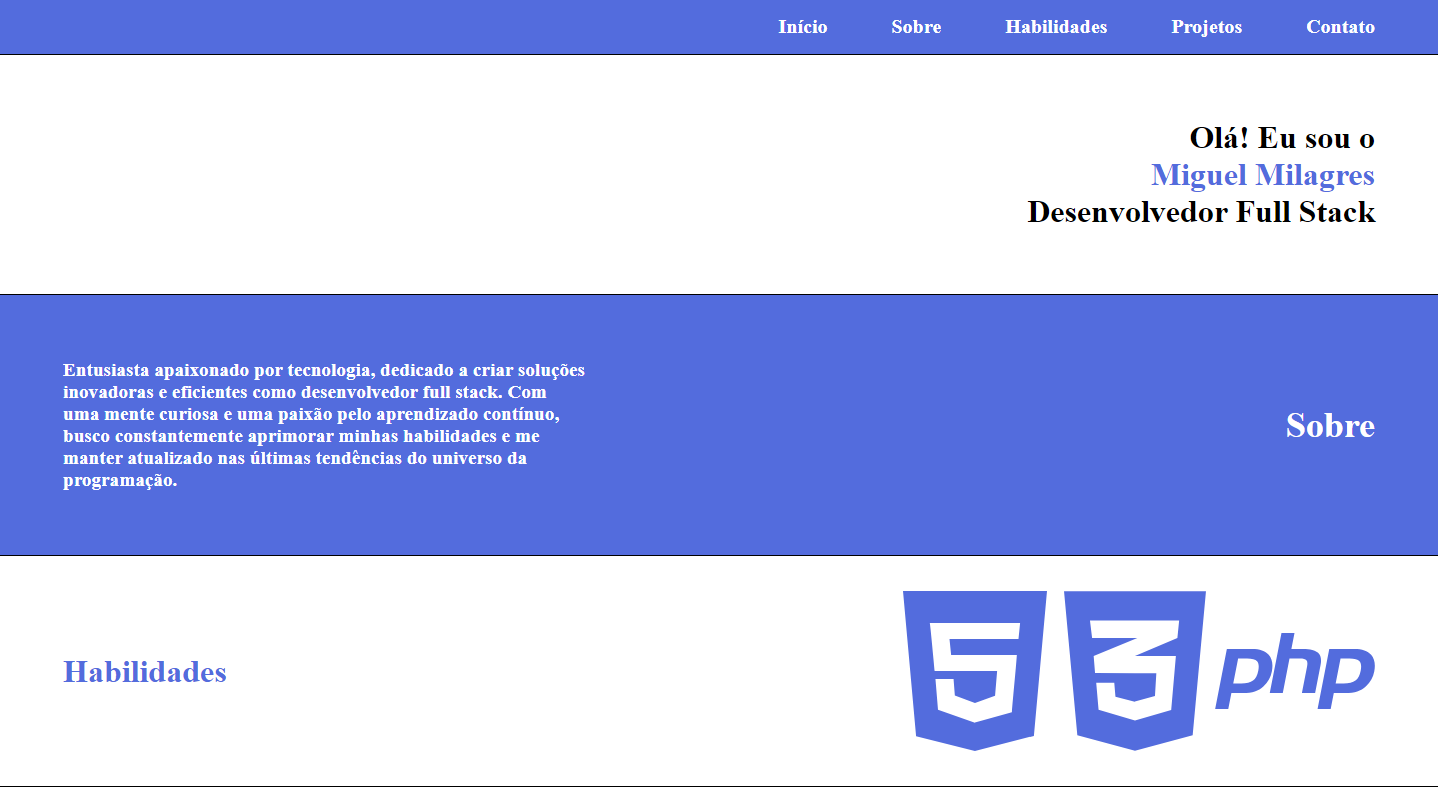 Início Sobre Habilidades Projetos Contato
Olá! Eu sou o
Miguel Milagres
Desenvolvedor Full Stack
Entusiasta apaixonado por tecnologia, dedicado a criar soluções
inovadoras e eficientes como desenvolvedor full stack. Com
uma mente curiosa e uma paixão pelo aprendizado contínuo,
busco constantemente aprimorar minhas habilidades e me
manter atualizado nas últimas tendências do universo da
programação.
Sobre
Habilidades
5 3 php